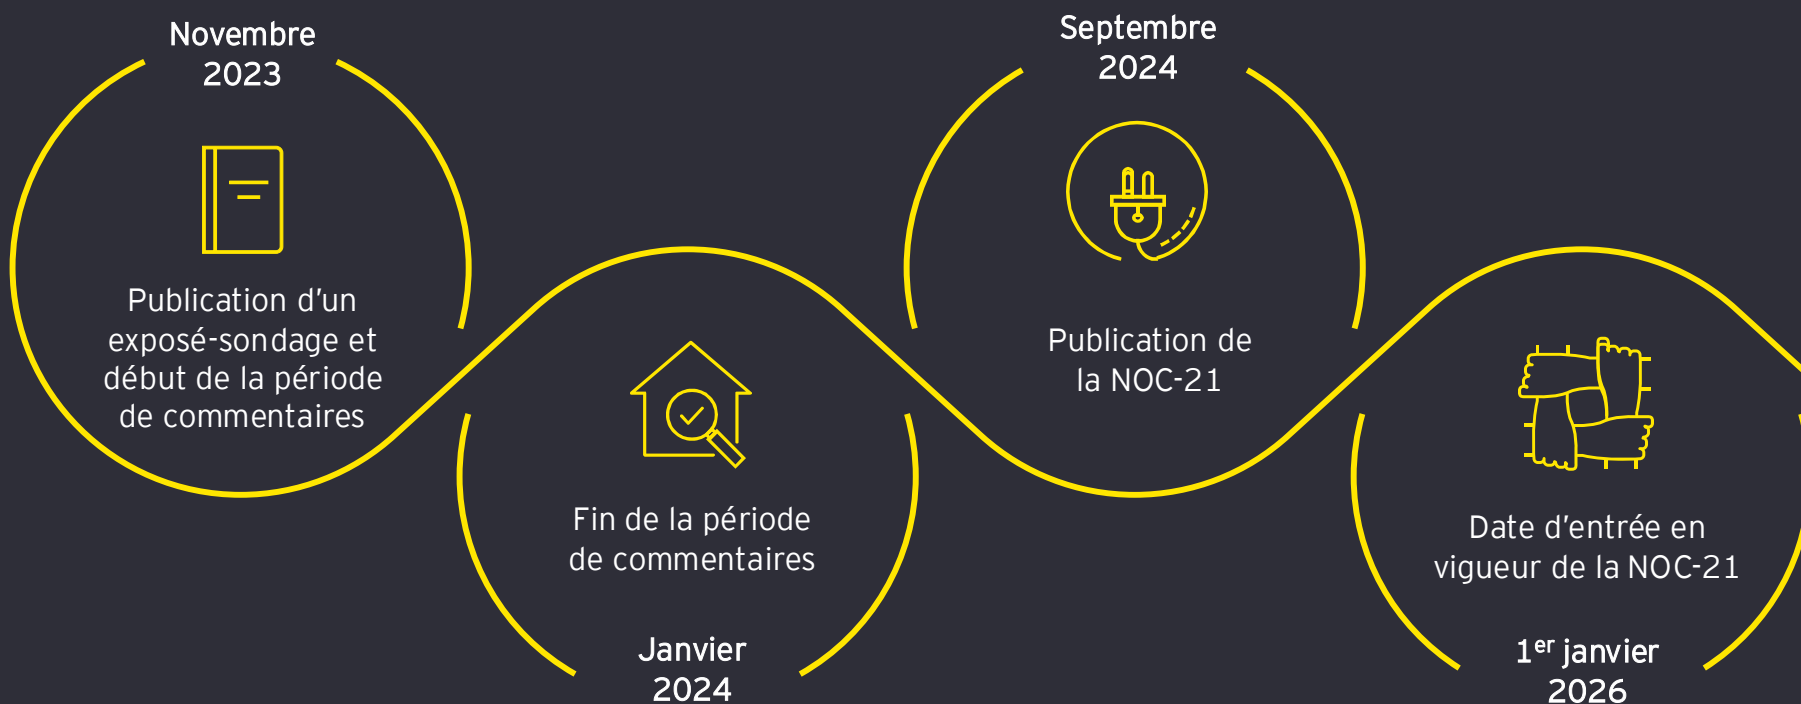 Novembre
2023
Publication d'un
exposé-sondage et
début de la période
de commentaires
Fin de la période
de commentaires
Janvier
2024
Septembre
2024
Publication de
la NOC-21
Date d'entrée en
vigueur de la NOC-21
1er janvier
2026